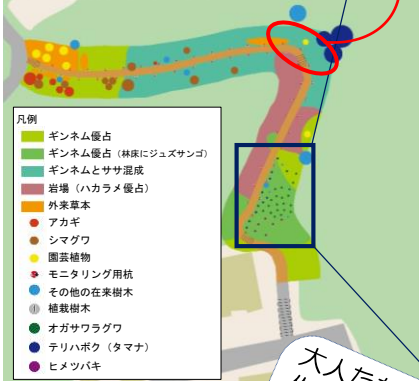 凡例
ギンネム優占
ギンネム優占（林床にジュズサンゴ）
ギンネムとササ混成
岩場（ハカラメ優占）
外来草本
アカギ
シマグワ
園芸植物
モニタリング用杭
その他の在来樹木
植栽樹木
オガサワラグワ
テリハボク（タマナ）
ヒメツバキ
大人た